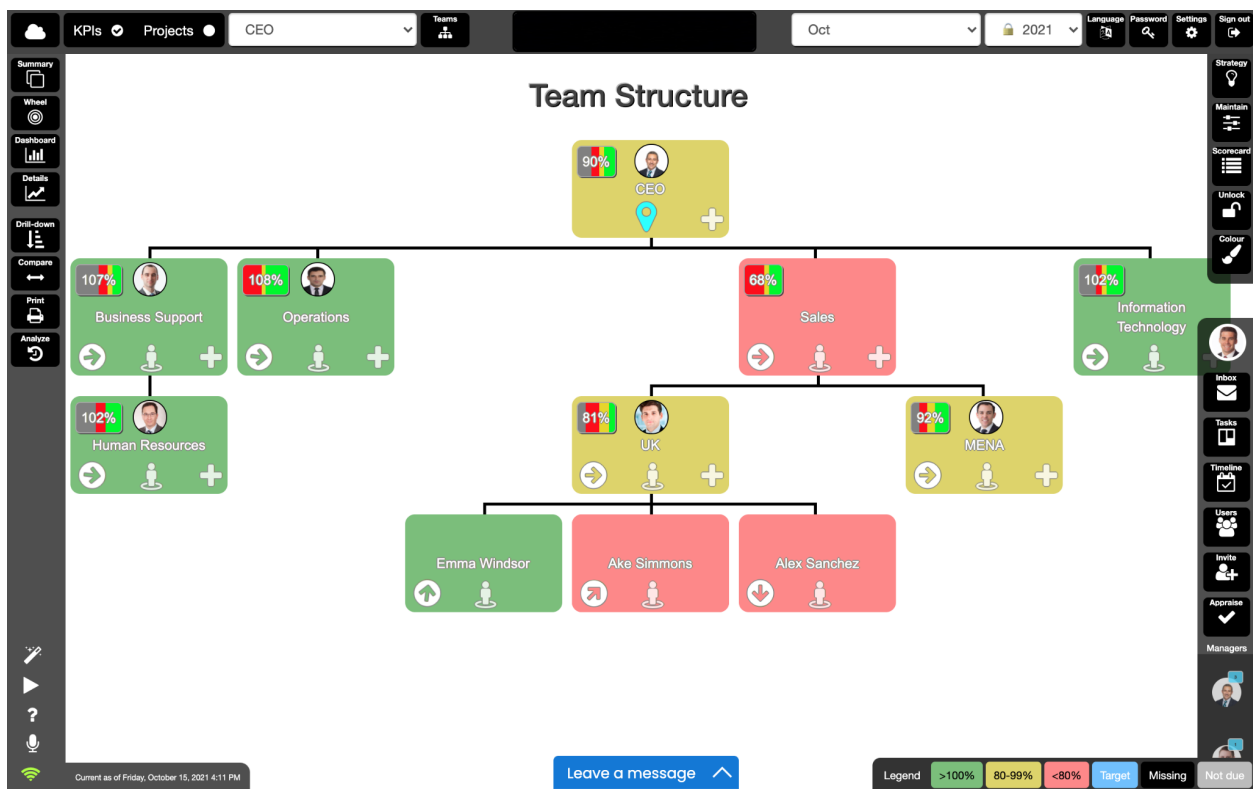 KPIs
Projects
CEO
Teams
Oct
2021
Language
Password
Settings
Sign out
Summary
Wheel
Dashboard
Details
Drill-down
Compare
Print
Analyze
Team Structure
90%
CEO
107%
Business Support
108%
Operations
68%
Sales
102%
Information
Technology
102%
Human Resources
81%
UK
92%
MENA
Emma Windsor
Ake Simmons
Alex Sanchez
Strategy
Maintain
Scorecard
Unlock
Colour
Inbox
Tasks
Timeline
Users
Invite
Appraise
Managers
?
Current as of Friday, October 15, 2021 4:11 PM
Leave a message
Legend
>100%
80-99%
<80%
Target
Missing
Not due